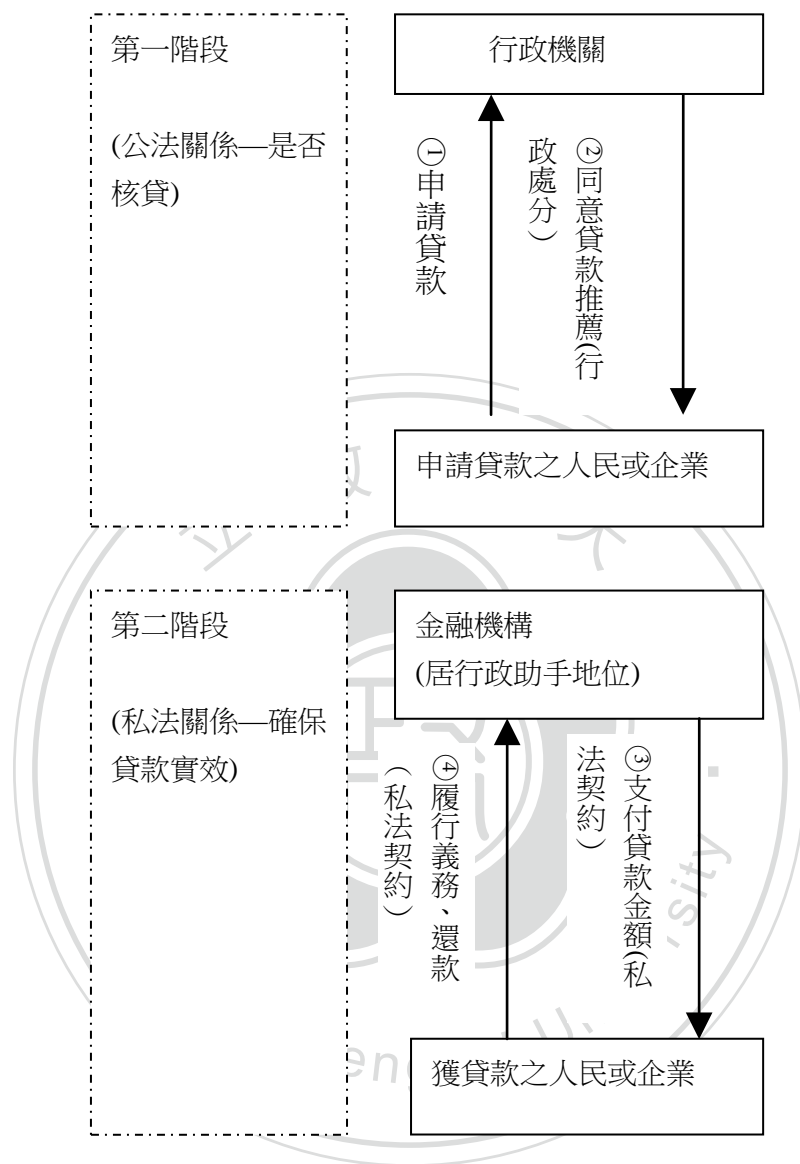 第一階段
(公法關係—是否
核貸)
行政機關
①申請貸款
②同意貸款推薦(行
政處分)
申請貸款之人民或企業
第二階段
(私法關係—確保
貸款實效)
金融機構
(居行政助手地位)
④履行義務、還款
(私法契約)
③支付貸款金額(私
法契約)
獲貸款之人民或企業